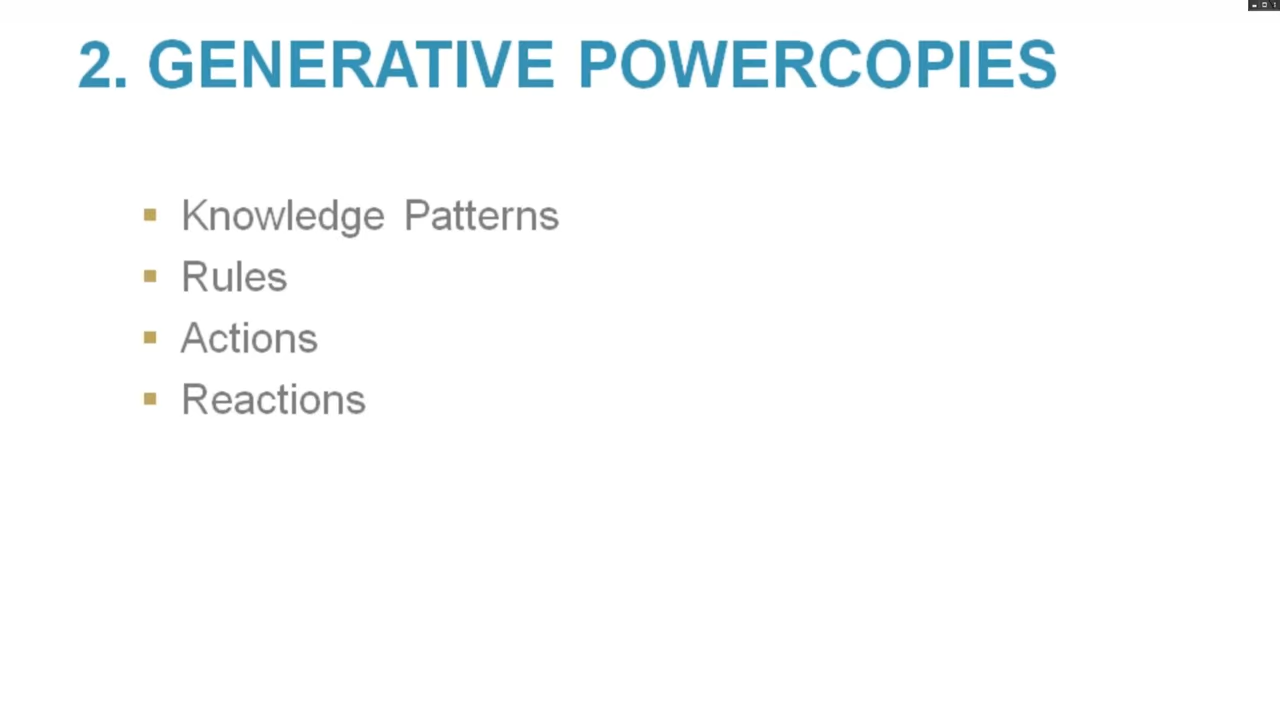 2. GENERATIVE POWERCOPIES
Knowledge Patterns
Rules
Actions
Reactions